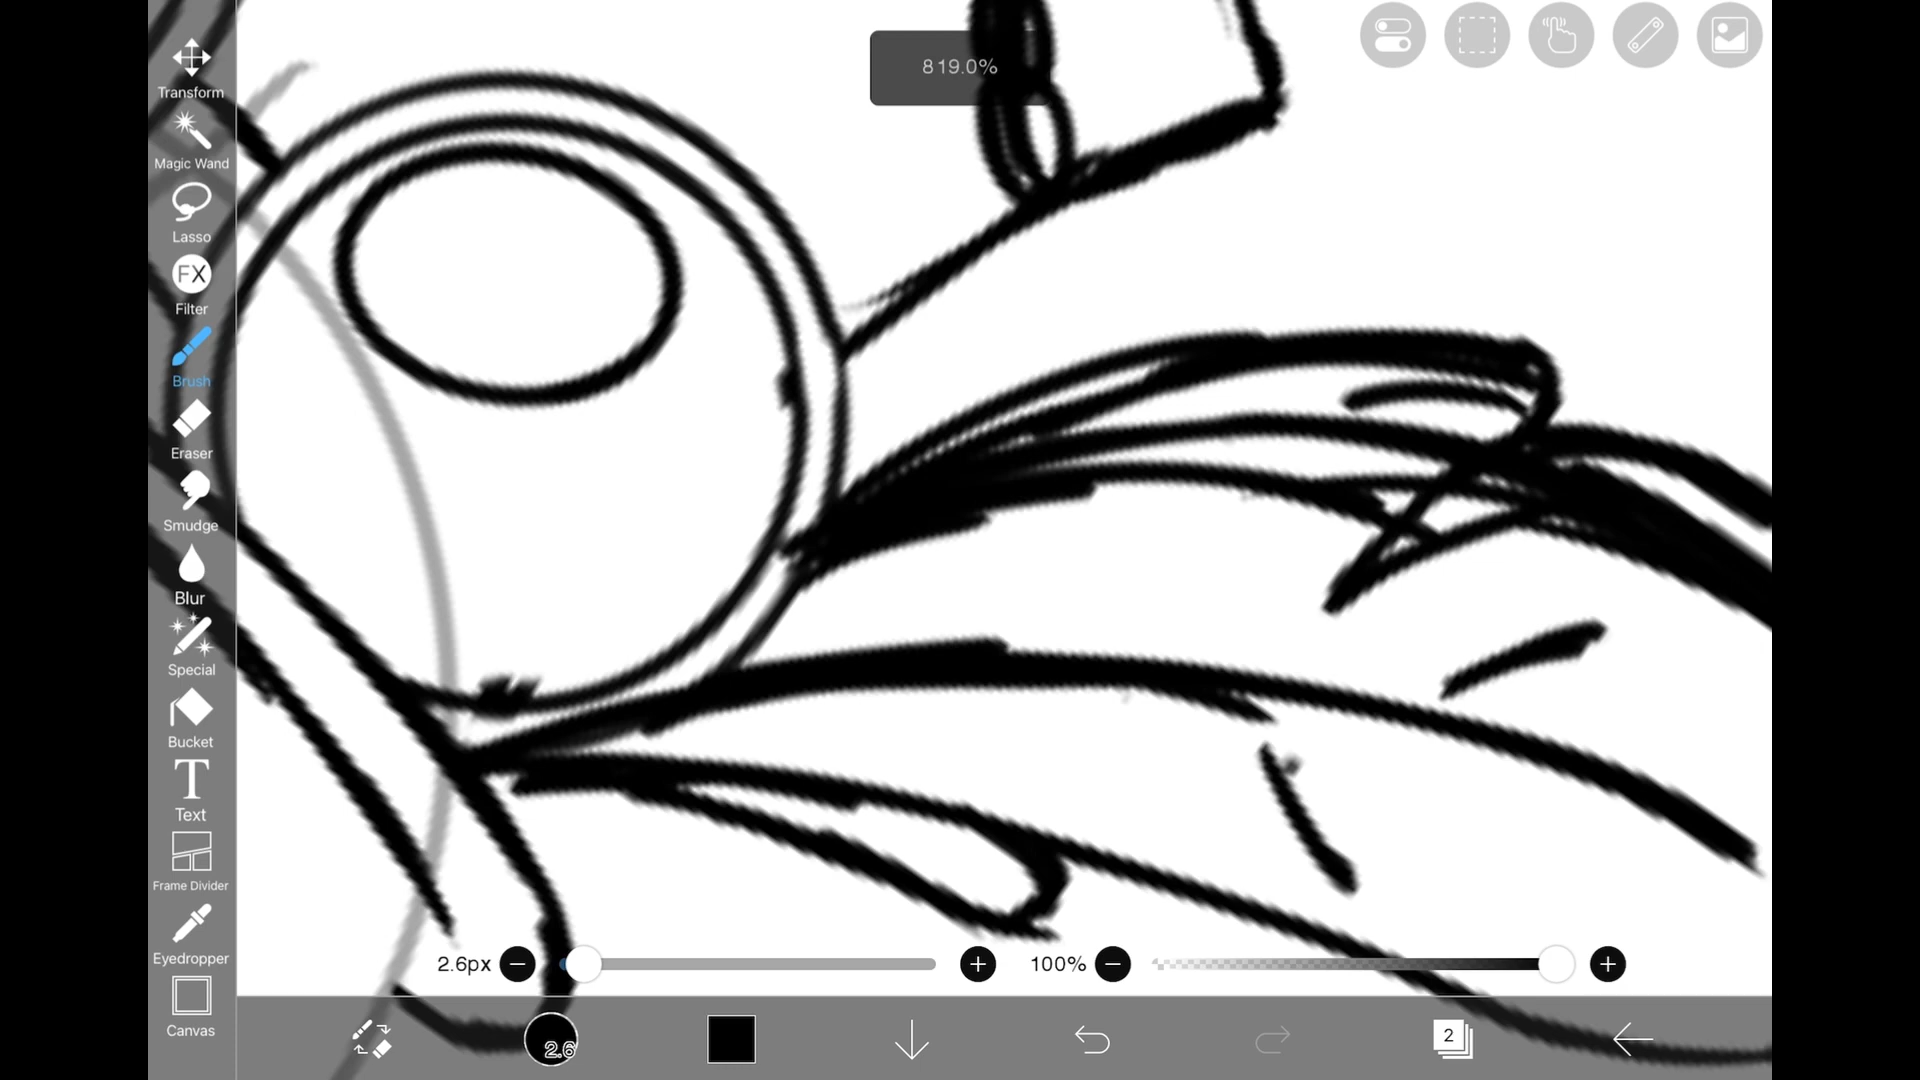 819.0%
Transform
Magic Wand
Lasso
FX
Filter
Brush
Eraser
Smudge
Blur
Special
Bucket
T
Text
Frame Divider
Eyedropper
Canvas
2.6px
100%
2.6
2